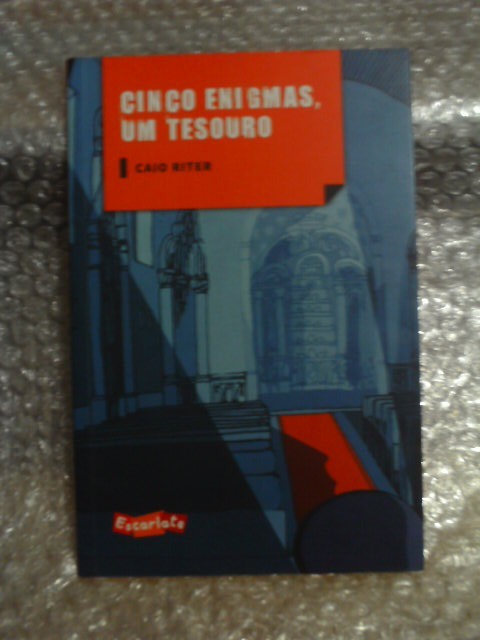 CINCO ENIGMAS,
UM TESOURO
CAIO RITER
Escarlate